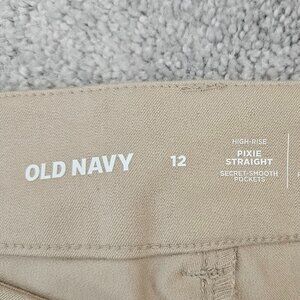 OLD NAVY
12
HIGH-RISE
PIXIE
STRAIGHT
SECRET-SMOOTH
POCKETS